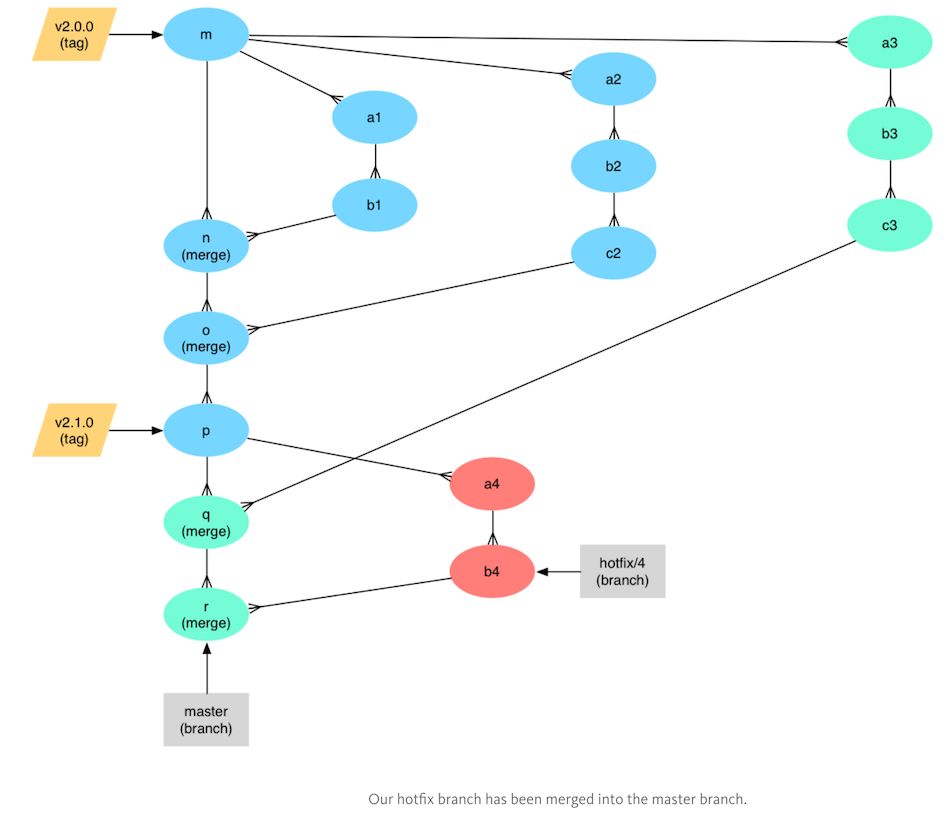 v2.0.0
(tag)
m
a3
a2
a1
b3
b2
b1
c3
n
(merge)
c2
o
(merge)
v2.1.0
(tag)
p
a4
q
(merge)
b4
hotfix/4
(branch)
r
(merge)
master
(branch)
Our hotfix branch has been merged into the master branch.